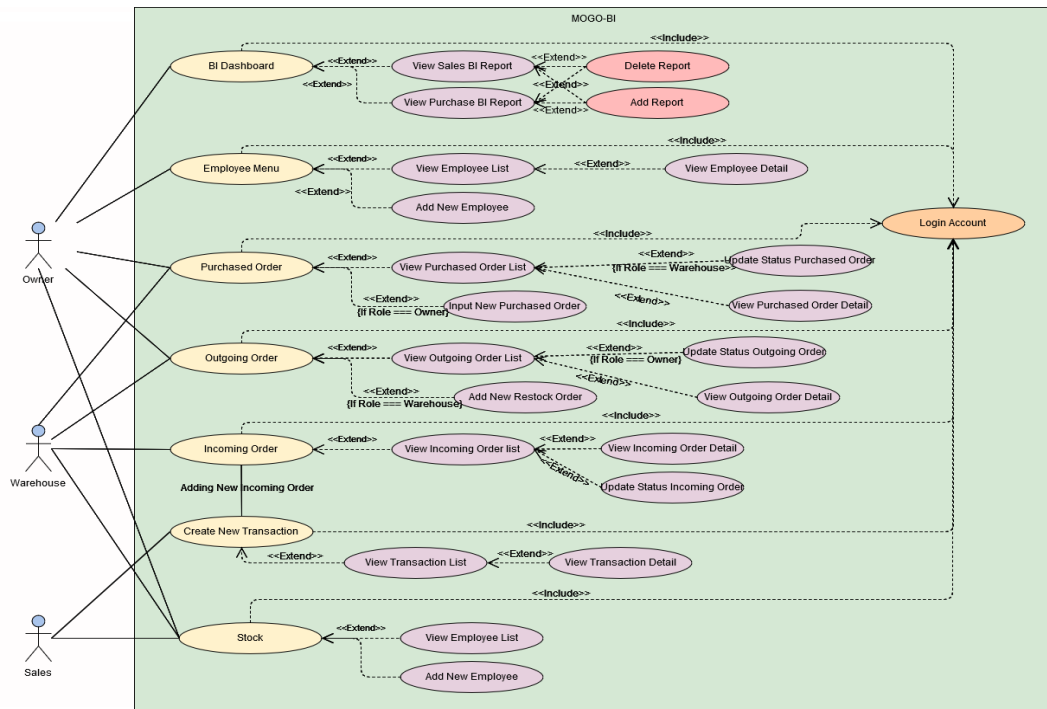 MOGO-BI
<<Include>>
BI Dashboard
<<Extend>>
View Sales BI Report
<<Extend>>
Delete Report
<<Extend>>
<<Extend>>
View Purchase BI Report
<<Extend>>
Add Report
<<Include>>
Employee Menu
<<Extend>>
View Employee List
<<Extend>>
View Employee Detail
<<Extend>>
Add New Employee
Login Account
<<Include>>
Owner
Purchased Order
<<Extend>>
View Purchased Order List
<<Extend>>
{If Role === Warehouse>>
Update Status Purchased Order
<<Extend>>
{If Role === Owner}
Input New Purchased Order
<<Extend>>
View Purchased Order Detail
<<Include>>
Outgoing Order
<<Extend>>
View Outgoing Order List
<<Extend>>
{If Role === Owner}
Update Status Outgoing Order
<<Extend>>
<<Extend>>
{If Role === Warehouse}
Add New Restock Order
View Outgoing Order Detail
<<Include>>
Warehouse
Incoming Order
<<Extend>>
View Incoming Order list
<<Extend>>
View Incoming Order Detail
<<Extend>>
Update Status Incoming Order
Adding New Incoming Order
Create New Transaction
<<Include>>
<<Extend>>
View Transaction List
<<Extend>>
View Transaction Detail
<<Include>>
Sales
Stock
<<Extend>>
View Employee List
Add New Employee